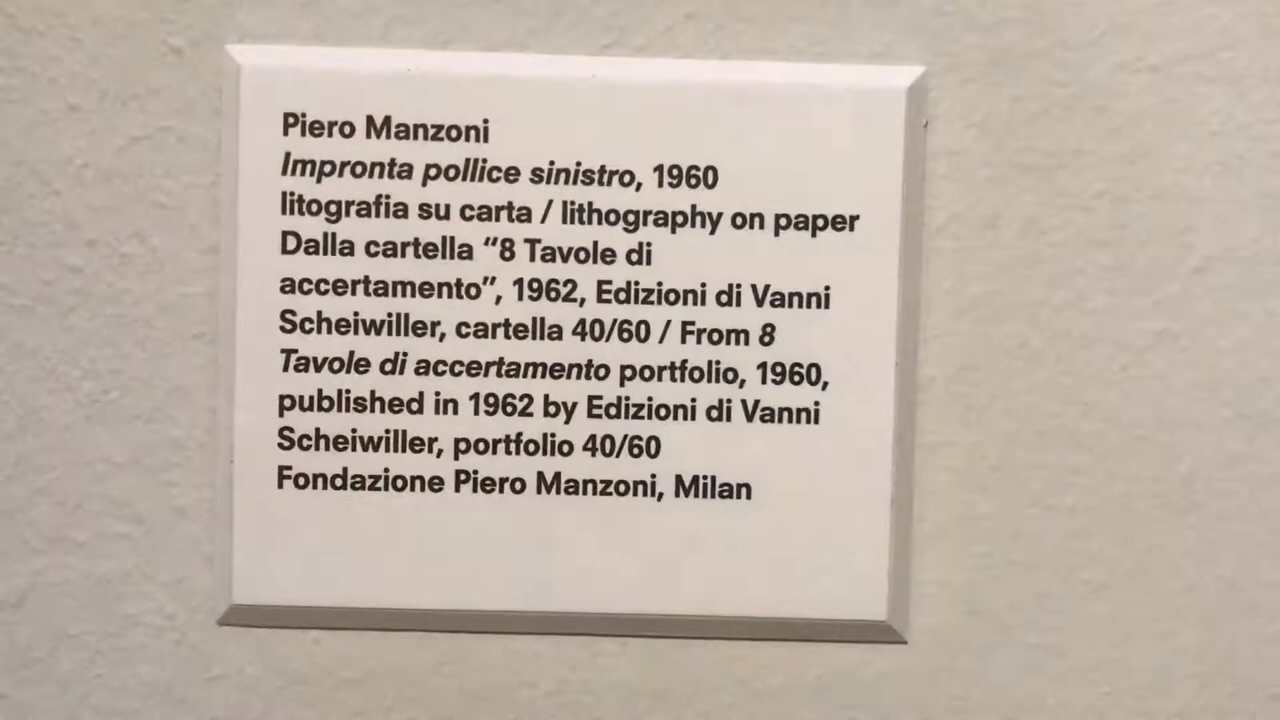 Piero Manzoni
Impronta pollice sinistro, 1960
litografia su carta / lithography on paper
Dalla cartella “8 Tavole di
accertamento”, 1962, Edizioni di Vanni
Scheiwiller, cartella 40/60 / From 8
Tavole di accertamento portfolio, 1960,
published in 1962 by Edizioni di Vanni
Scheiwiller, portfolio 40/60
Fondazione Piero Manzoni, Milan